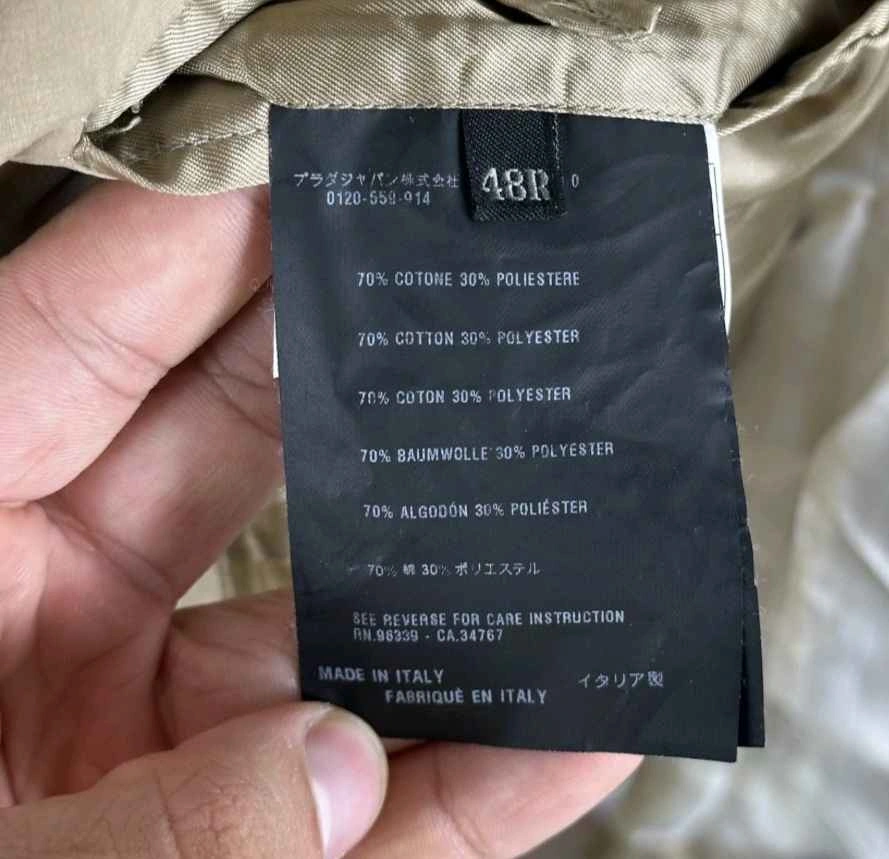 プラダジャパン株式会社
48R
0
0120-559-914
70% COTONE 30% POLIESTERE
70% COTTON 30% POLYESTER
70% COTON 30% POLYESTER
70% BAUMWOLLE 30% POLYESTER
70% ALGODÓN 30% POLIÉSTER
70% 綿 30% ポリエステル
SEE REVERSE FOR CARE INSTRUCTION
RN.96339 - CA.34767
MADE IN ITALY
イタリア製
FABRIQUÉ EN ITALY